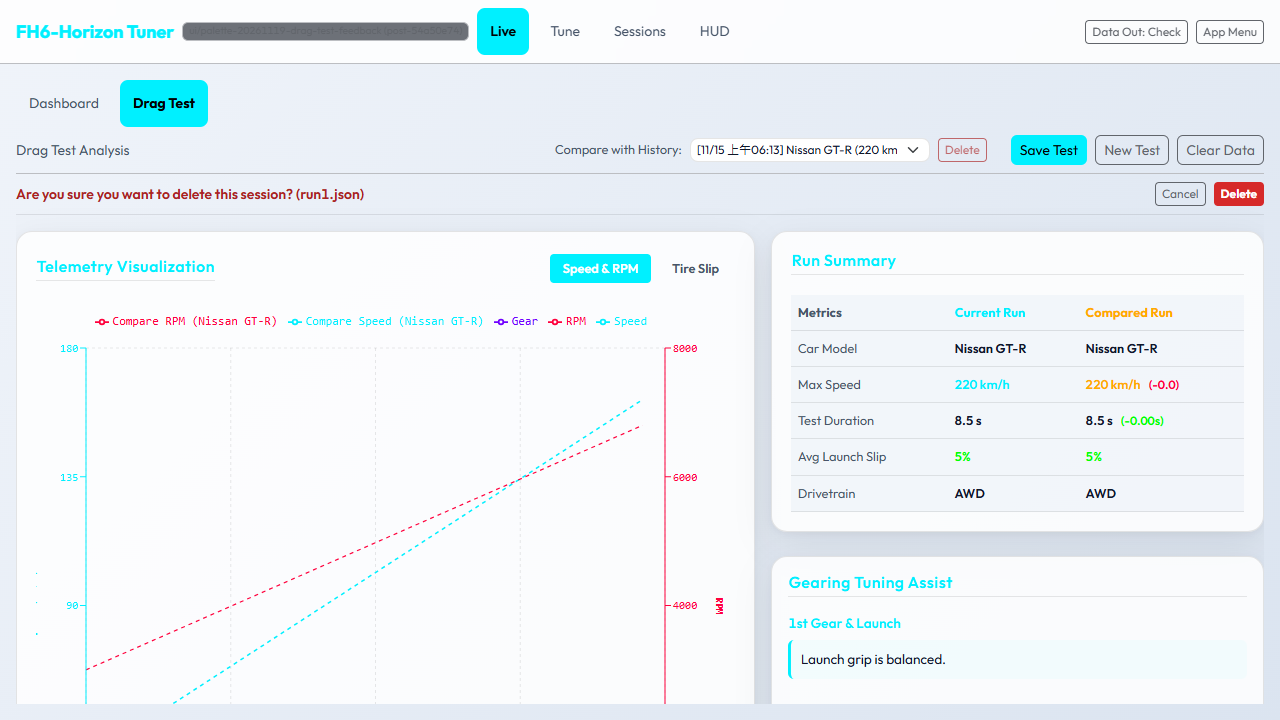 FH6-Horizon Tuner
Live
Tune
Sessions
HUD
Data Out: Check
App Menu
Dashboard
Drag Test
Drag Test Analysis
Compare with History:
[11/15 上午06:13] Nissan GT-R (220 km
Delete
Save Test
New Test
Clear Data
Are you sure you want to delete this session? (run1.json)
Cancel
Delete
Telemetry Visualization
Speed & RPM
Tire Slip
Compare RPM (Nissan GT-R)
Compare Speed (Nissan GT-R)
Gear
RPM
Speed
180
8000
135
6000
90
4000
RPM
Run Summary
Metrics Current Run Compared Run
Car Model Nissan GT-R Nissan GT-R
Max Speed 220 km/h 220 km/h (-0.0)
Test Duration 8.5 s 8.5 s (-0.00s)
Avg Launch Slip 5% 5%
Drivetrain AWD AWD
Gearing Tuning Assist
1st Gear & Launch
Launch grip is balanced.